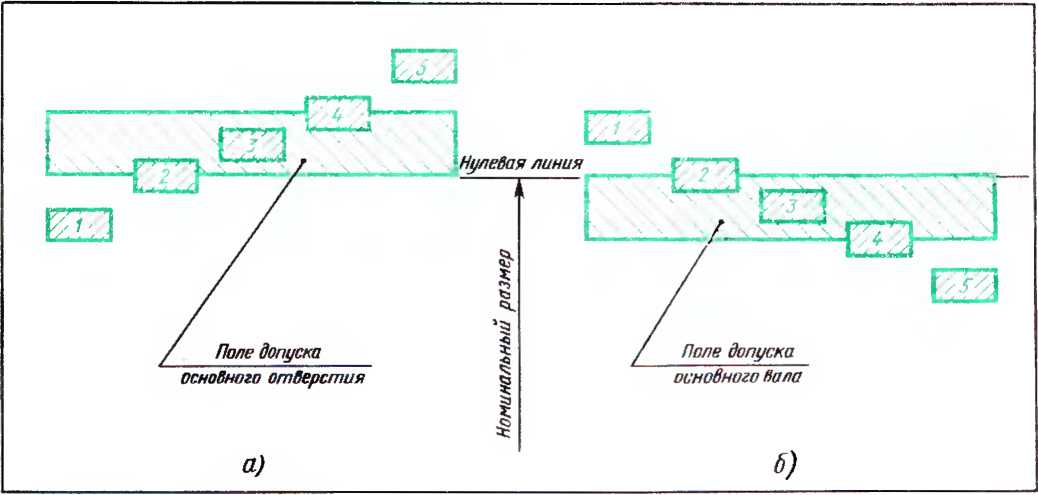 5
4
3
2
1
Нулевая линия
1
2
3
4
5
Номинальный размер
Поле допуска
основного отверстия
Поле допуска
основного вала
а)
б)